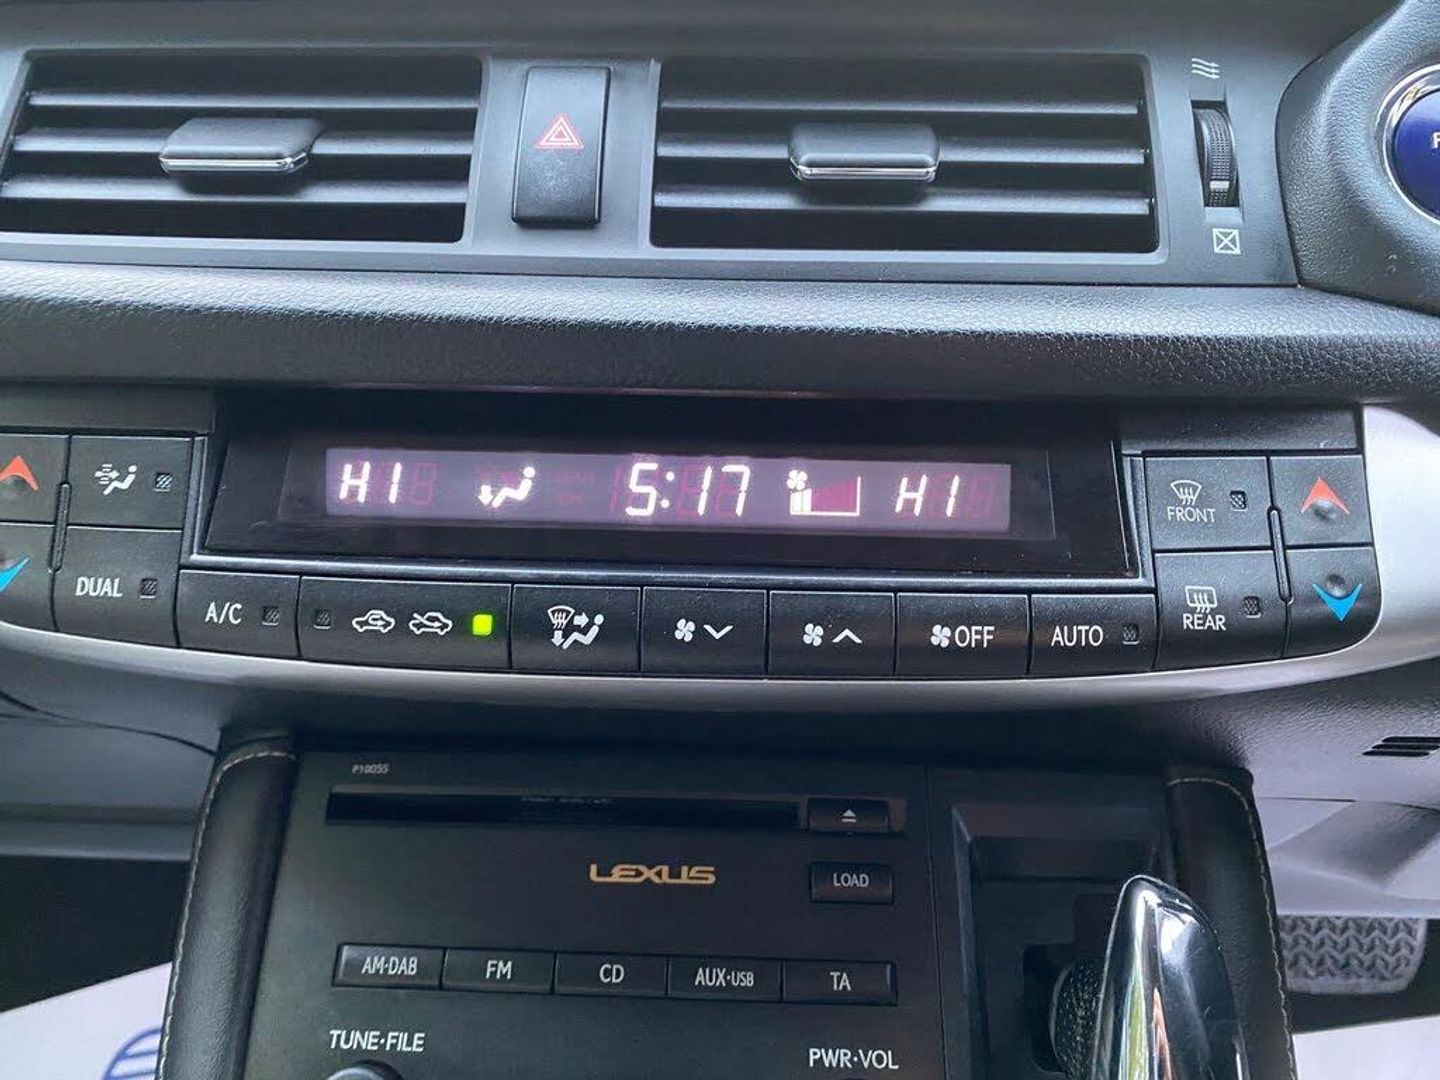 HI 5:17 HI
FRONT
DUAL
A/C
OFF
AUTO
REAR
P10055
LEXUS
LOAD
AM·DAB
FM
CD
AUX·USB
TA
TUNE·FILE
PWR·VOL